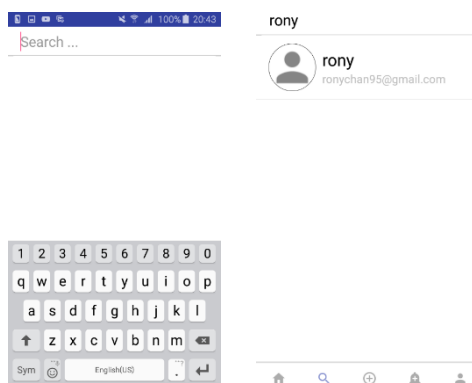 100% 20:43
Search ...
1 2 3 4 5 6 7 8 9 0
q w e r t y u i o p
a s d f g h j k l
z x c v b n m
Sym English(US) .
rony
rony
ronychan95@gmail.com